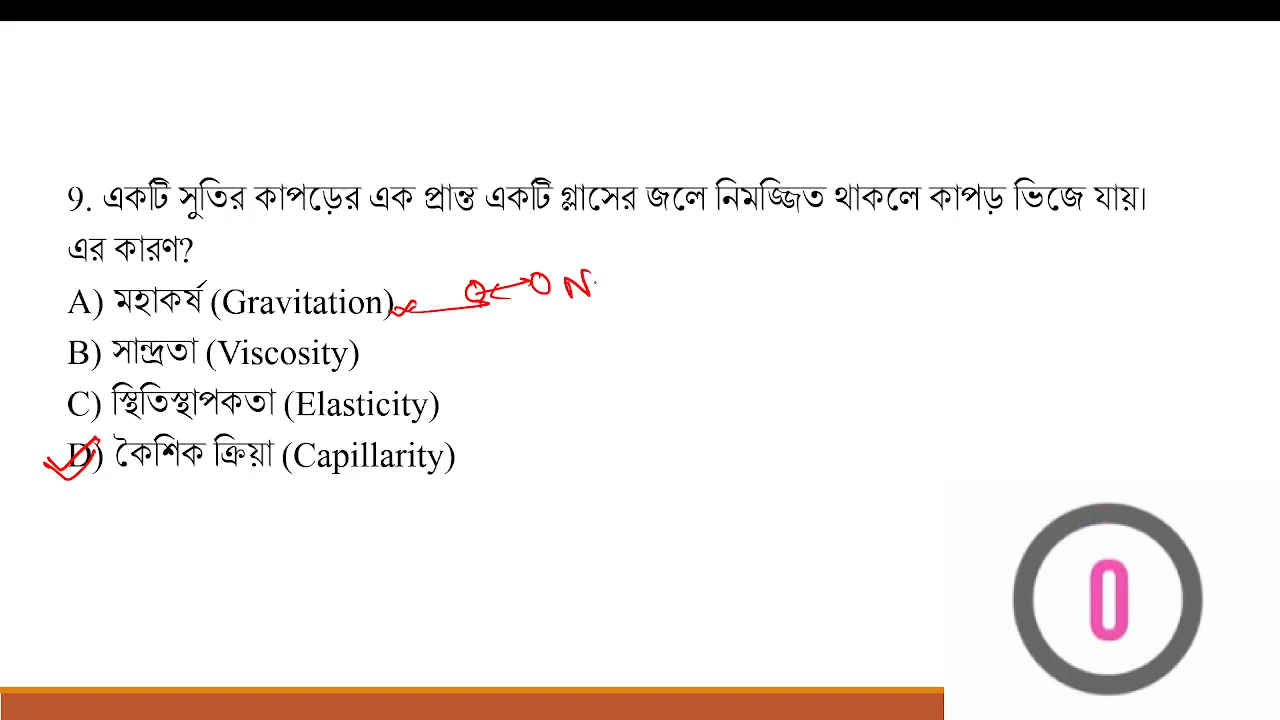 9. একটি সুতির কাপড়ের এক প্রান্ত একটি গ্লাসের জলে নিমজ্জিত থাকলে কাপড় ভিজে যায়।
এর কারণ?
A) মহাকর্ষ (Gravitation)
N
B) সান্দ্রতা (Viscosity)
C) স্থিতিস্থাপকতা (Elasticity)
D) কৈশিক ক্রিয়া (Capillarity)
0